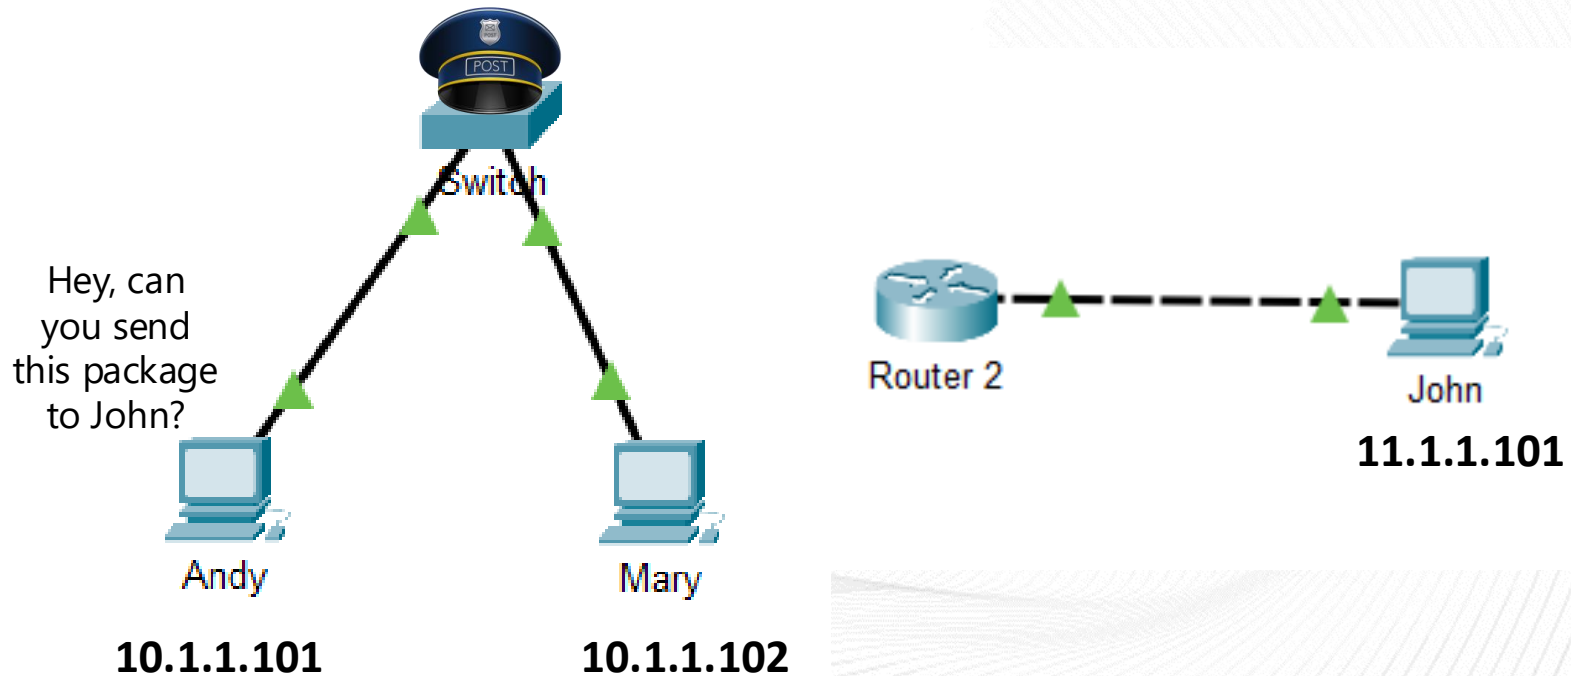 POST
POST
Switch
Hey, can
you send
this package
to John?
Router 2
John
11.1.1.101
Andy
Mary
10.1.1.101
10.1.1.102